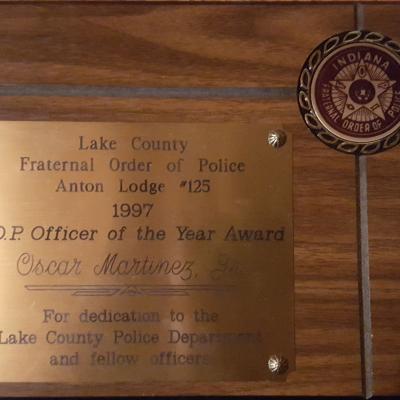 INDIANA
FRATERNAL ORDER OF POLICE
Lake County
Fraternal Order of Police
Anton Lodge #125
1997
O.P. Officer of the Year Award
Oscar Martinez, Jr.
For dedication to the
Lake County Police Department
and fellow officers